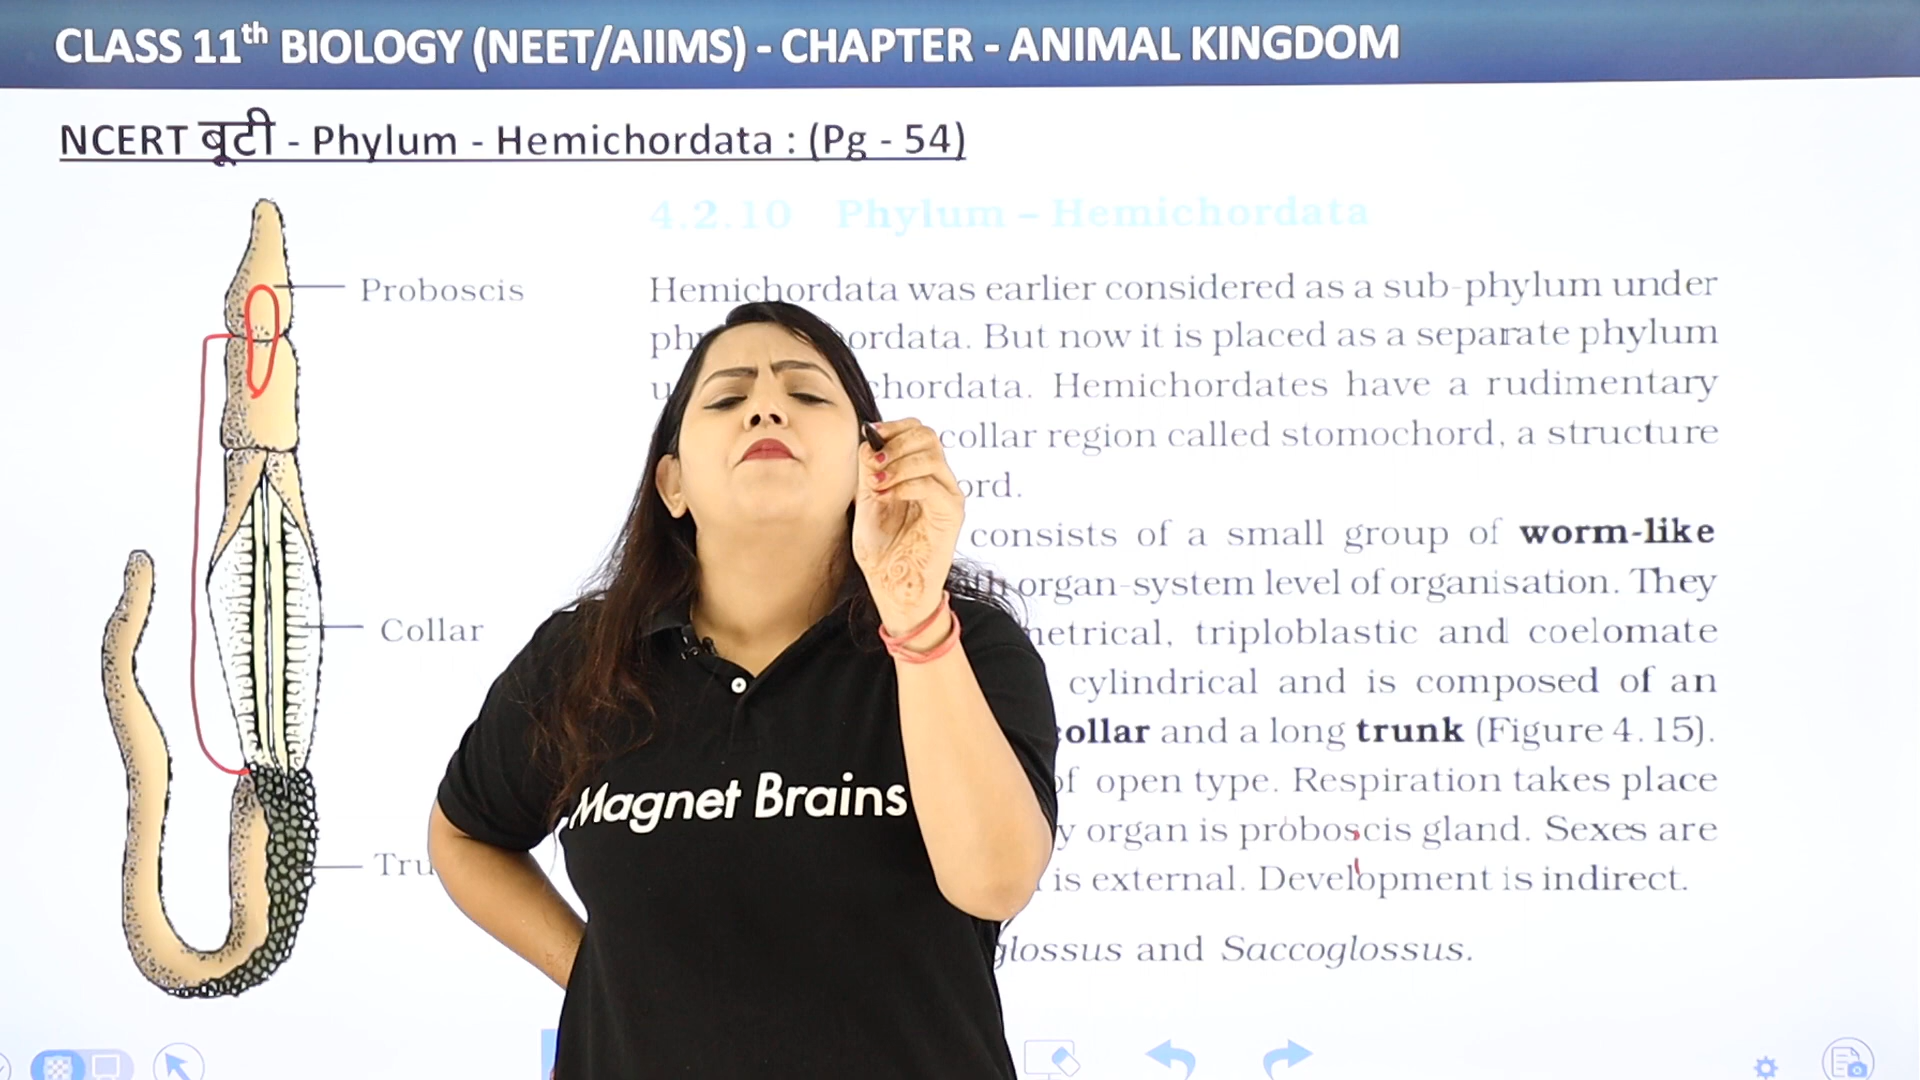 CLASS 11th BIOLOGY (NEET/AIIMS) - CHAPTER - ANIMAL KINGDOM
NCERT बूटी - Phylum - Hemichordata : (Pg - 54)
4.2.10 Phylum – Hemichordata
Proboscis
Hemichordata was earlier considered as a sub-phylum under
ordata. But now it is placed as a separate phylum
chordata. Hemichordates have a rudimentary
collar region called stomochord, a structure
ord.
consists of a small group of worm-like
organ-system level of organisation. They
Collar
metrical, triploblastic and coelomate
cylindrical and is composed of an
collar and a long trunk (Figure 4.15).
of open type. Respiration takes place
Magnet Brains
y organ is proboscis gland. Sexes are
Tru
is external. Development is indirect.
glossus and Saccoglossus.